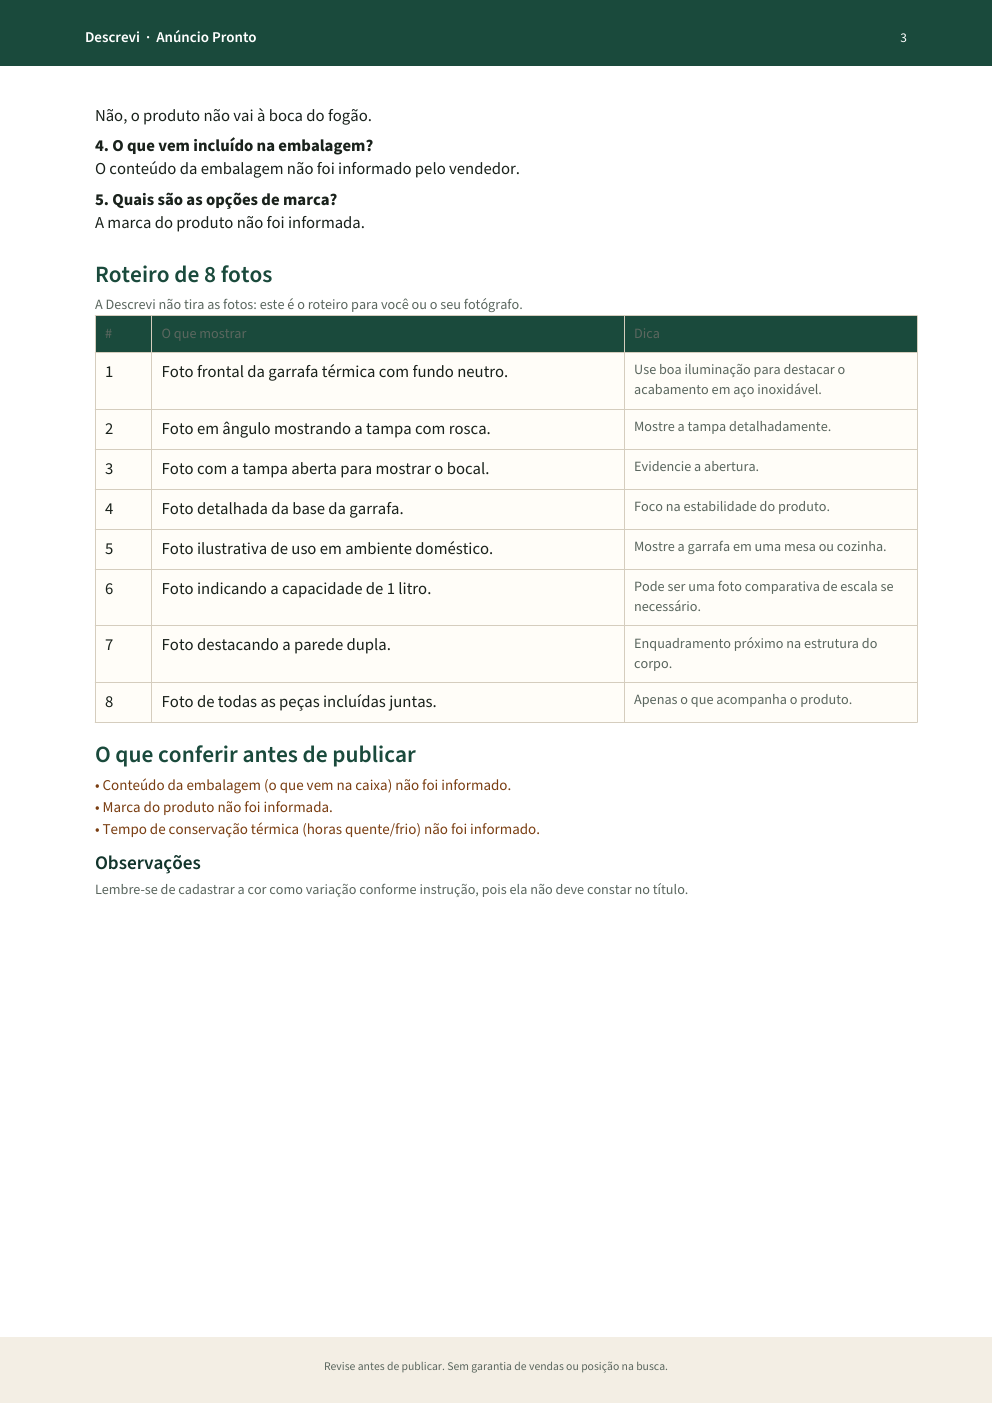 Descrevi · Anúncio Pronto
3
Não, o produto não vai à boca do fogão.
4. O que vem incluído na embalagem?
O conteúdo da embalagem não foi informado pelo vendedor.
5. Quais são as opções de marca?
A marca do produto não foi informada.
Roteiro de 8 fotos
A Descrevi não tira as fotos: este é o roteiro para você ou o seu fotógrafo.
# O que mostrar Dica
1 Foto frontal da garrafa térmica com fundo neutro. Use boa iluminação para destacar o
acabamento em aço inoxidável.
2 Foto em ângulo mostrando a tampa com rosca. Mostre a tampa detalhadamente.
3 Foto com a tampa aberta para mostrar o bocal. Evidencie a abertura.
4 Foto detalhada da base da garrafa. Foco na estabilidade do produto.
5 Foto ilustrativa de uso em ambiente doméstico. Mostre a garrafa em uma mesa ou cozinha.
6 Foto indicando a capacidade de 1 litro. Pode ser uma foto comparativa de escala se
necessário.
7 Foto destacando a parede dupla. Enquadramento próximo na estrutura do
corpo.
8 Foto de todas as peças incluídas juntas. Apenas o que acompanha o produto.
O que conferir antes de publicar
• Conteúdo da embalagem (o que vem na caixa) não foi informado.
• Marca do produto não foi informada.
• Tempo de conservação térmica (horas quente/frio) não foi informado.
Observações
Lembre-se de cadastrar a cor como variação conforme instrução, pois ela não deve constar no título.
Revise antes de publicar. Sem garantia de vendas ou posição na busca.